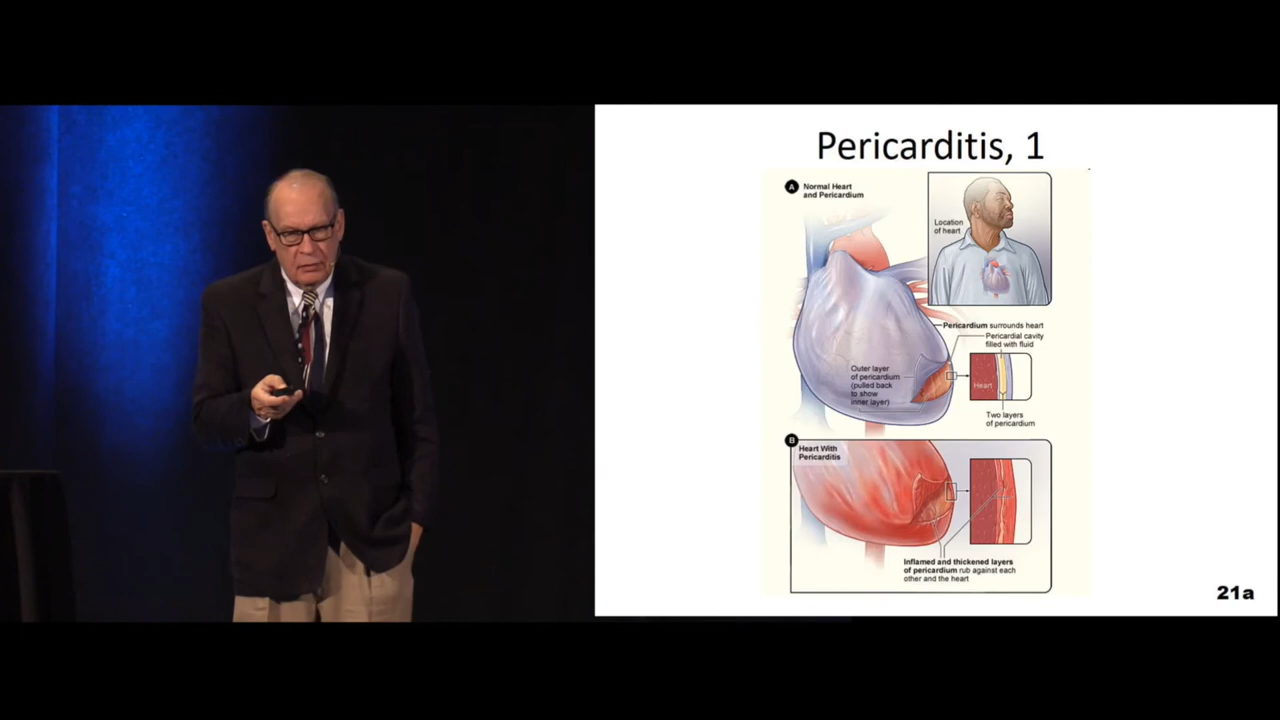 Pericarditis, 1
A Normal Heart
and Pericardium
Location
of heart
Pericardium surrounds heart
Pericardial cavity
filled with fluid
Outer layer
of pericardium
(pulled back
to show
inner layer)
Heart
Two layers
of pericardium
B
Heart With
Pericarditis
Inflamed and thickened layers
of pericardium rub against each
other and the heart
21a